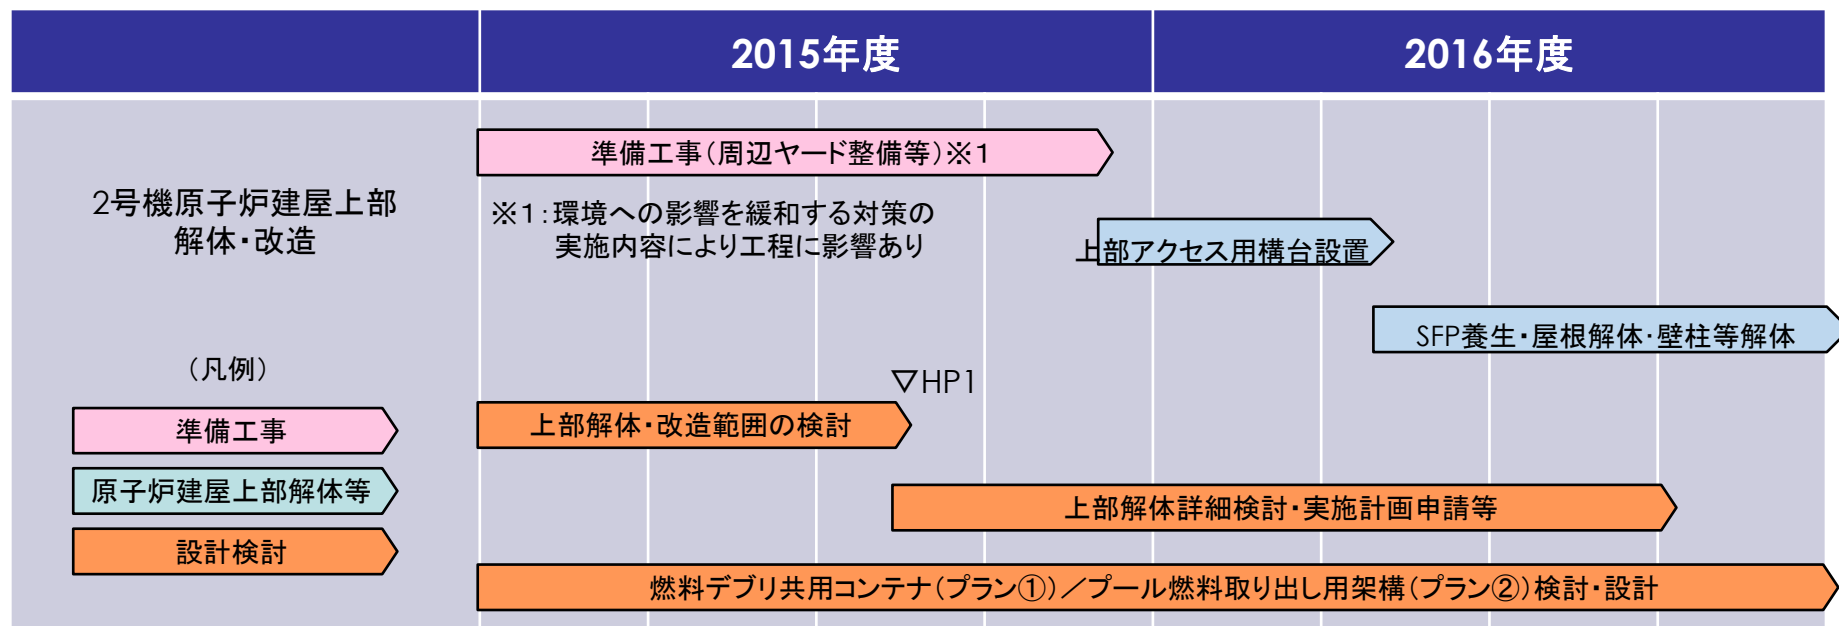 2015年度
2016年度
準備工事（周辺ヤード整備等）※１
2号機原子炉建屋上部
解体・改造
※１：環境への影響を緩和する対策の
実施内容により工程に影響あり
上部アクセス用構台設置
SFP養生・屋根解体・壁柱等解体
（凡例）
準備工事
原子炉建屋上部解体等
設計検討
▽HP1
上部解体・改造範囲の検討
上部解体詳細検討・実施計画申請等
燃料デブリ共用コンテナ（プラン①）／プール燃料取り出し用架構（プラン②）検討・設計